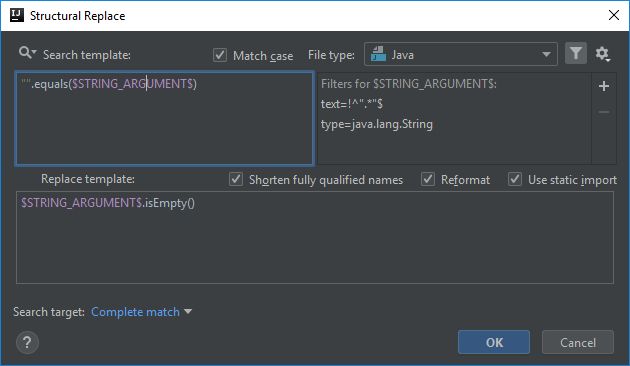 IJ Structural Replace
Search template: Match case File type: Java
"".equals($STRING_ARGUMENT$)
Filters for $STRING_ARGUMENT$:
text=!^".*"$
type=java.lang.String
Replace template: Shorten fully qualified names Reformat Use static import
$STRING_ARGUMENT$.isEmpty()
Search target: Complete match
? OK Cancel